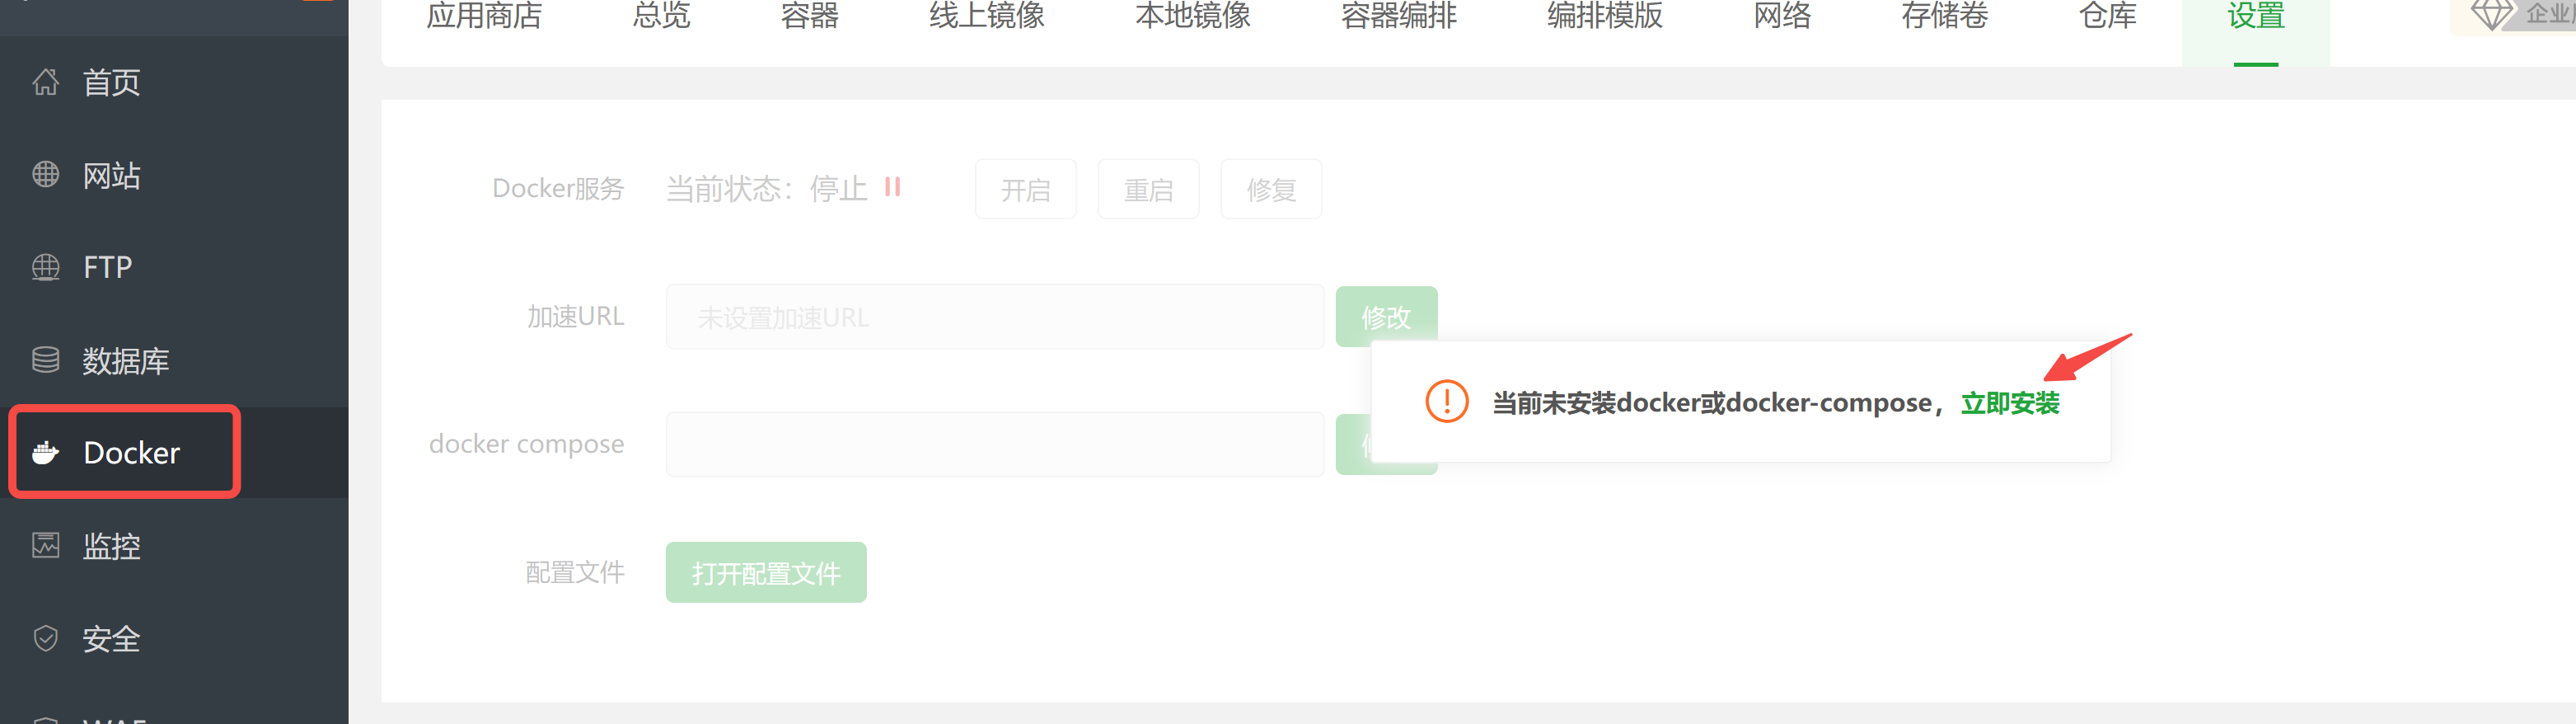 应用商店 总览 容器 线上镜像 本地镜像 容器编排 编排模版 网络 存储卷 仓库 设置 企业
首页
网站
FTP
数据库
Docker
监控
安全
Docker服务 当前状态：停止 开启 重启 修复
加速URL 未设置加速URL 修改
当前未安装docker或docker-compose，立即安装
docker compose
配置文件 打开配置文件